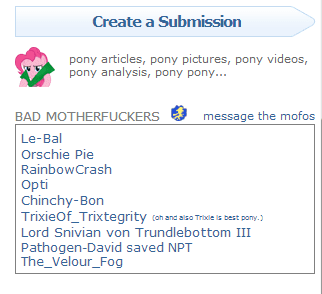 Create a Submission
pony articles, pony pictures, pony videos,
pony analysis, pony pony...
BAD MOTHERFUCKERS
message the mofos
Le-Bal
Orschie Pie
RainbowCrash
Opti
Chinchy-Bon
TrixieOf_Trixtegrity (oh and also Trixie is best pony.)
Lord Snivian von Trundlebottom III
Pathogen-David saved NPT
The_Velour_Fog